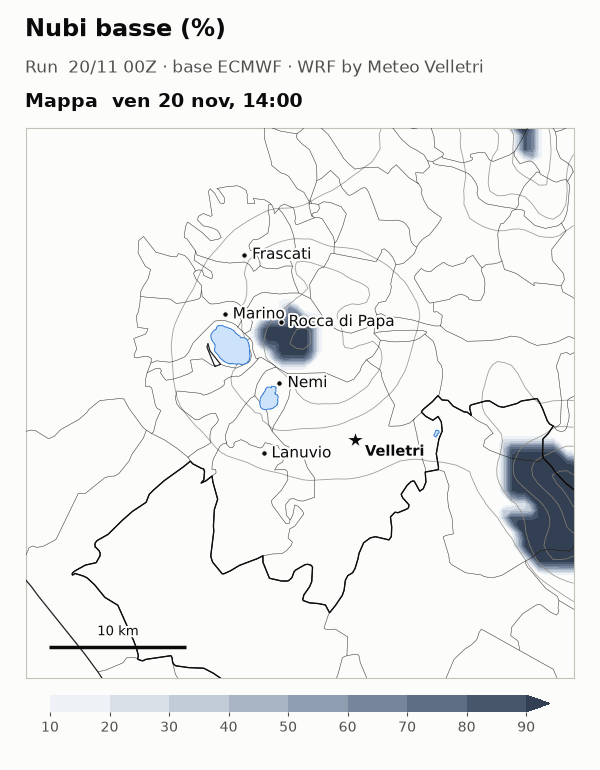 Nubi basse (%)
Run  20/11 00Z · base ECMWF · WRF by Meteo Velletri
Mappa  ven 20 nov, 14:00
Frascati
Marino
Rocca di Papa
Nemi
Velletri
Lanuvio
10 km
10 20 30 40 50 60 70 80 90